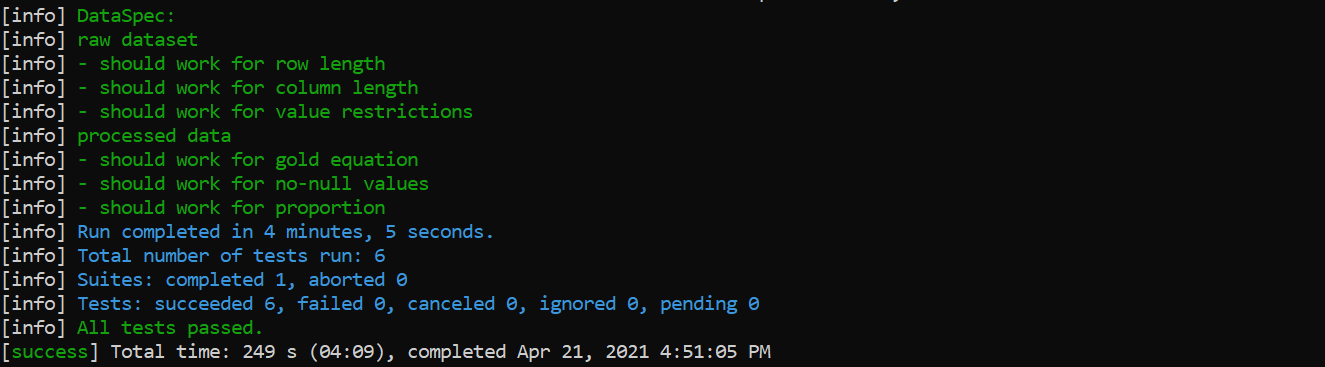 [info] DataSpec:
[info] raw dataset
[info] - should work for row length
[info] - should work for column length
[info] - should work for value restrictions
[info] processed data
[info] - should work for gold equation
[info] - should work for no-null values
[info] - should work for proportion
[info] Run completed in 4 minutes, 5 seconds.
[info] Total number of tests run: 6
[info] Suites: completed 1, aborted 0
[info] Tests: succeeded 6, failed 0, canceled 0, ignored 0, pending 0
[info] All tests passed.
[success] Total time: 249 s (04:09), completed Apr 21, 2021 4:51:05 PM